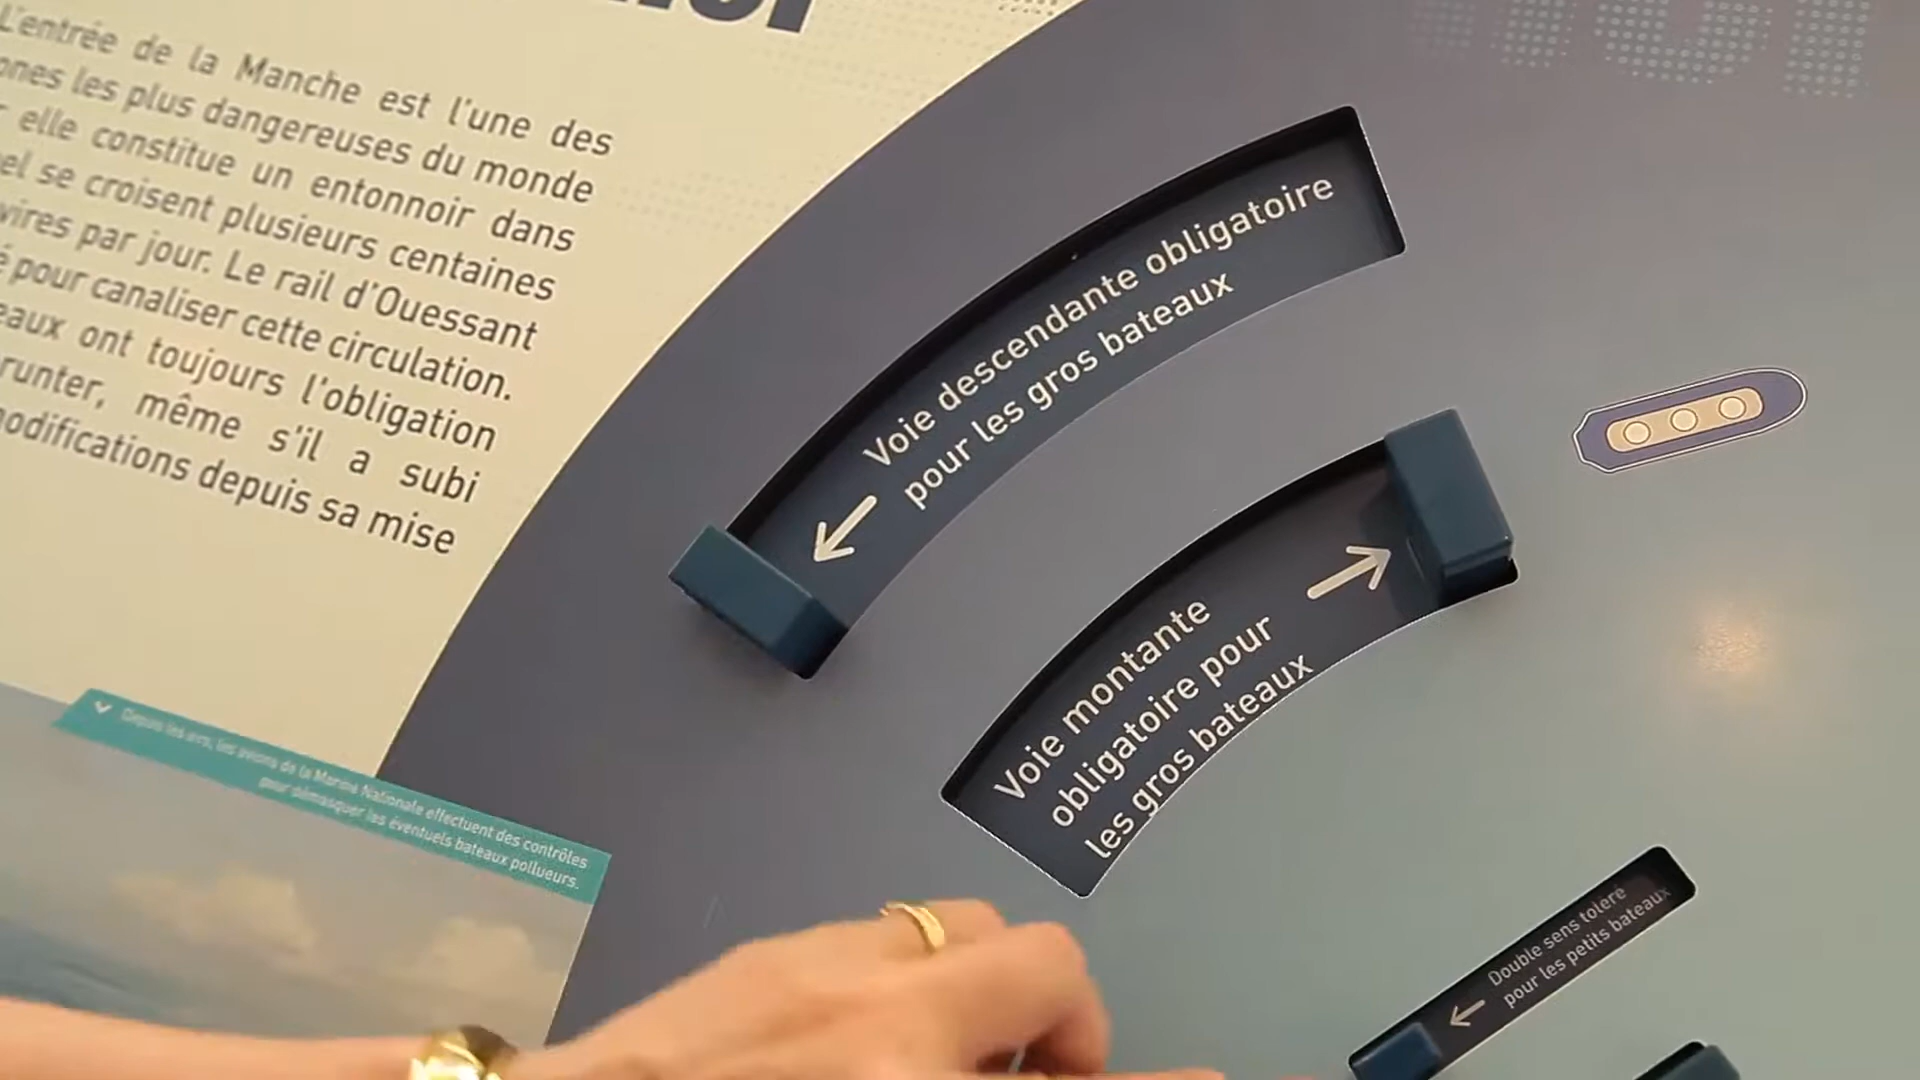 L'entrée de la Manche est l'une des
ones les plus dangereuses du monde
elle constitue un entonnoir dans
el se croisent plusieurs centaines
vires par jour. Le rail d'Ouessant
é pour canaliser cette circulation.
eaux ont toujours l'obligation
runter, même s'il a subi
odifications depuis sa mise
Voie descendante obligatoire
pour les gros bateaux
Voie montante
obligatoire pour
les gros bateaux
Double sens toléré
pour les petits bateaux
Depuis les airs, les avions de la Marine Nationale effectuent des contrôles
pour démasquer les éventuels bateaux pollueurs.